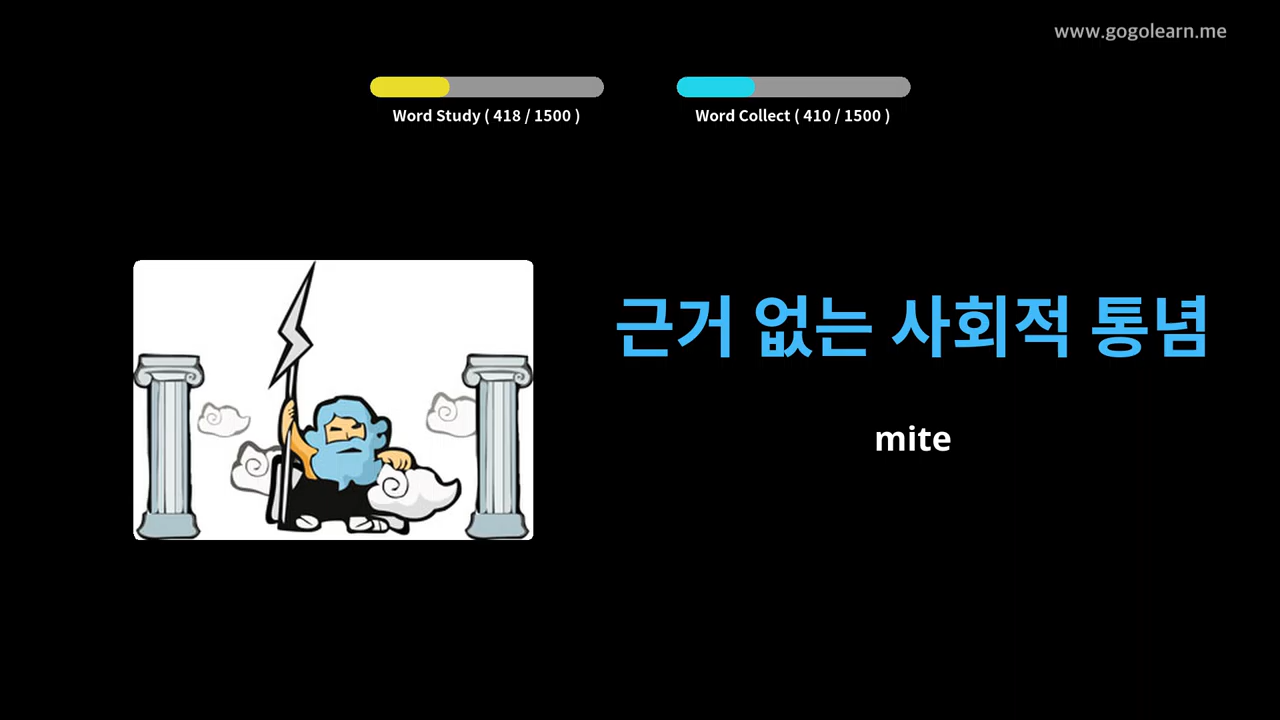 www.gogolearn.me
Word Study ( 418 / 1500 )
Word Collect ( 410 / 1500 )
근거 없는 사회적 통념
mite